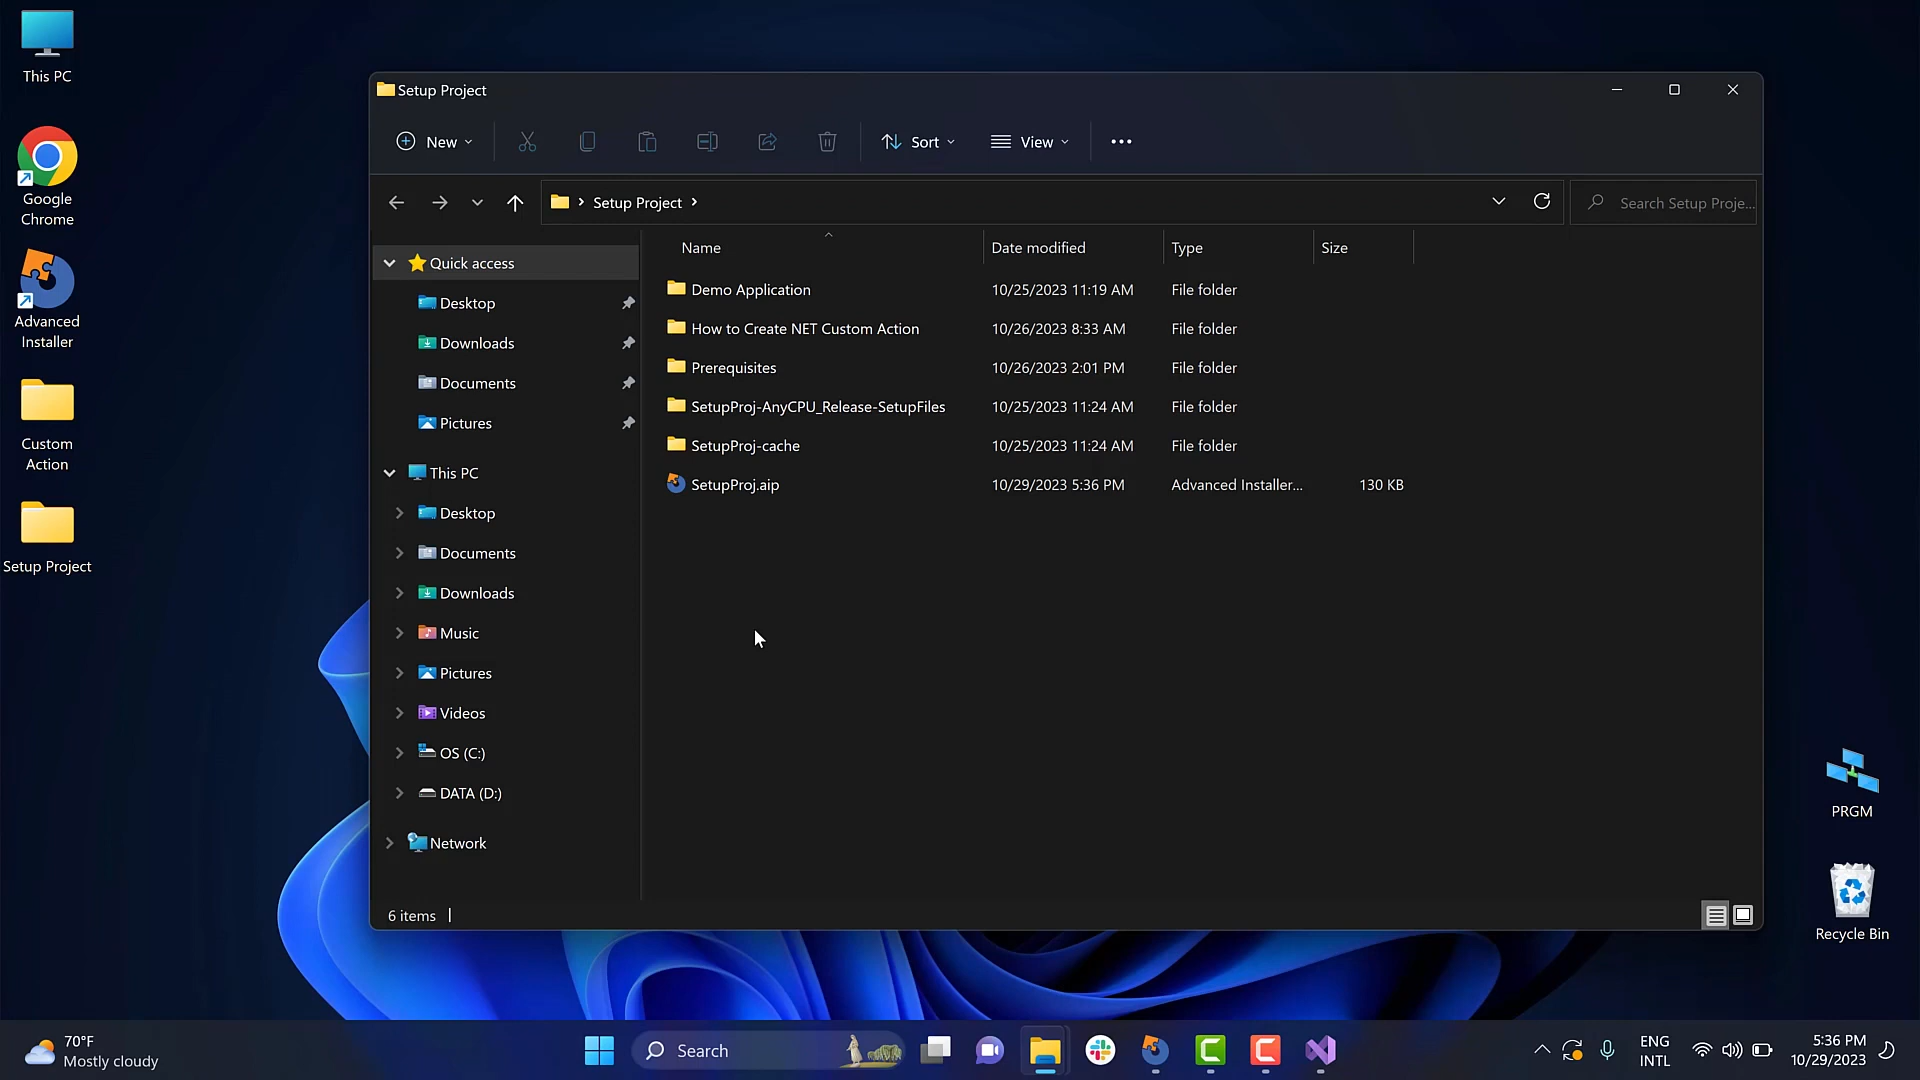 This PC
Google
Chrome
Advanced
Installer
Custom
Action
Setup Project
Setup Project
New
Sort
View
Setup Project
Search Setup Proje...
Quick access
Desktop
Downloads
Documents
Pictures
This PC
Desktop
Documents
Downloads
Music
Pictures
Videos
OS (C:)
DATA (D:)
Network
Name Date modified Type Size
Demo Application 10/25/2023 11:19 AM File folder
How to Create NET Custom Action 10/26/2023 8:33 AM File folder
Prerequisites 10/26/2023 2:01 PM File folder
SetupProj-AnyCPU_Release-SetupFiles 10/25/2023 11:24 AM File folder
SetupProj-cache 10/25/2023 11:24 AM File folder
SetupProj.aip 10/29/2023 5:36 PM Advanced Installer... 130 KB
6 items
PRGM
Recycle Bin
70°F
Mostly cloudy
Search
ENG
INTL
5:36 PM
10/29/2023